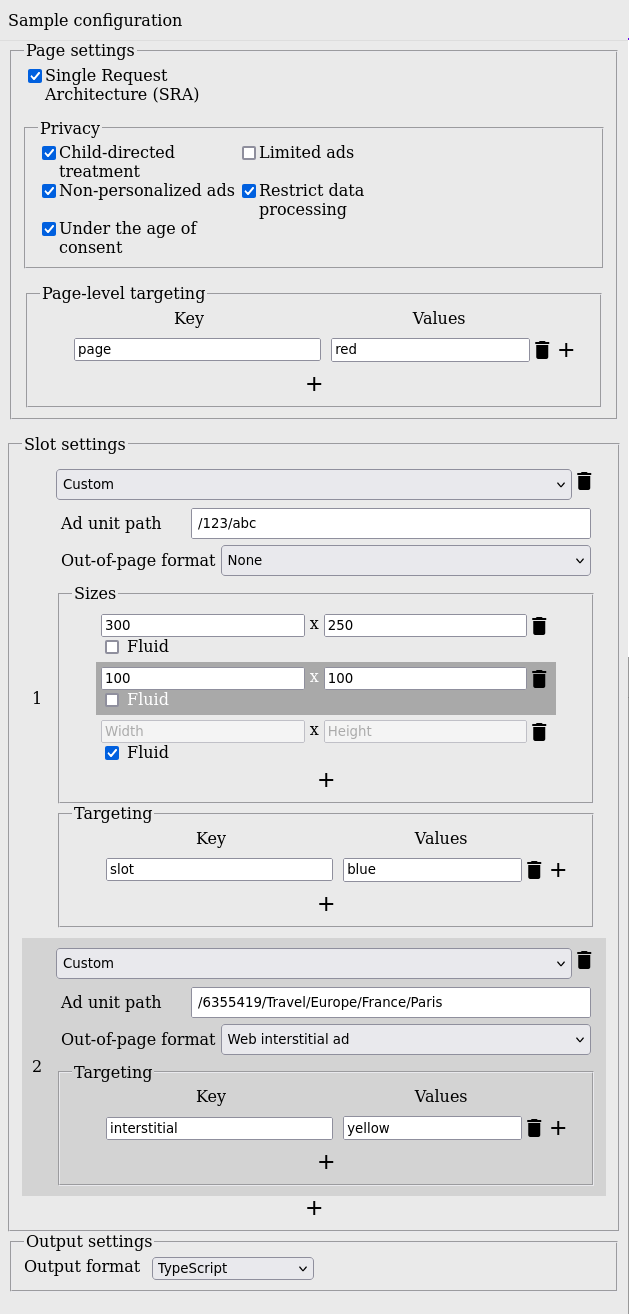 Sample configuration
Page settings
Single Request
Architecture (SRA)
Privacy
Child-directed
treatment
Limited ads
Non-personalized ads
Restrict data
processing
Under the age of
consent
Page-level targeting
Key Values
page red +
+
Slot settings
1
Custom
Ad unit path /123/abc
Out-of-page format None
Sizes
300 x 250
Fluid
100 x 100
Fluid
Width x Height
Fluid
+
Targeting
Key Values
slot blue +
+
2
Custom
Ad unit path /6355419/Travel/Europe/France/Paris
Out-of-page format Web interstitial ad
Targeting
Key Values
interstitial yellow +
+
+
Output settings
Output format TypeScript